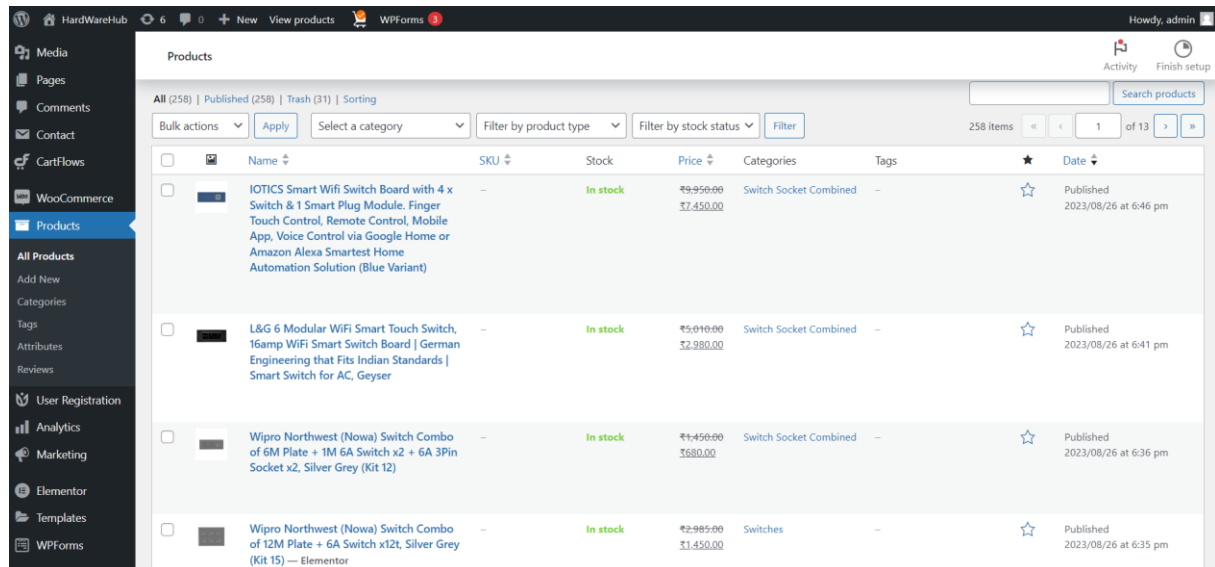 HardWareHub 6 0 New View products WPForms 3 Howdy, admin
Media
Pages
Comments
Contact
CartFlows
WooCommerce
Products
All Products
Add New
Categories
Tags
Attributes
Reviews
User Registration
Analytics
Marketing
Elementor
Templates
WPForms
Products
Activity Finish setup
All (258) | Published (258) | Trash (31) | Sorting
Search products
Bulk actions Apply Select a category Filter by product type Filter by stock status Filter
258 items « ‹ 1 of 13 › »
Name SKU Stock Price Categories Tags ★ Date
IOTICS Smart Wifi Switch Board with 4 x
Switch & 1 Smart Plug Module. Finger
Touch Control, Remote Control, Mobile
App, Voice Control via Google Home or
Amazon Alexa Smartest Home
Automation Solution (Blue Variant)
–
In stock
₹9,950.00
₹7,450.00
Switch Socket Combined
–
Published
2023/08/26 at 6:46 pm
L&G 6 Modular WiFi Smart Touch Switch,
16amp WiFi Smart Switch Board | German
Engineering that Fits Indian Standards |
Smart Switch for AC, Geyser
–
In stock
₹5,010.00
₹2,980.00
Switch Socket Combined
–
Published
2023/08/26 at 6:41 pm
Wipro Northwest (Nowa) Switch Combo
of 6M Plate + 1M 6A Switch x2 + 6A 3Pin
Socket x2, Silver Grey (Kit 12)
–
In stock
₹1,450.00
₹680.00
Switch Socket Combined
–
Published
2023/08/26 at 6:36 pm
Wipro Northwest (Nowa) Switch Combo
of 12M Plate + 6A Switch x12t, Silver Grey
(Kit 15) — Elementor
–
In stock
₹2,985.00
₹1,450.00
Switches
–
Published
2023/08/26 at 6:35 pm